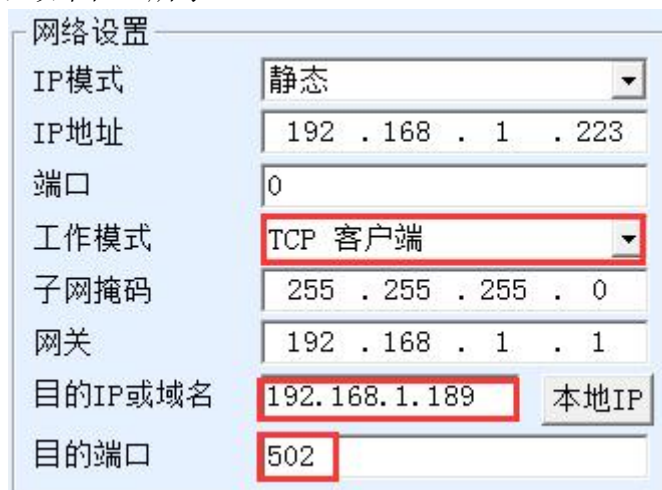 网络设置
IP模式 静态
IP地址 192 . 168 . 1 . 223
端口 0
工作模式 TCP 客户端
子网掩码 255 . 255 . 255 . 0
网关 192 . 168 . 1 . 1
目的IP或域名 192.168.1.189 本地IP
目的端口 502